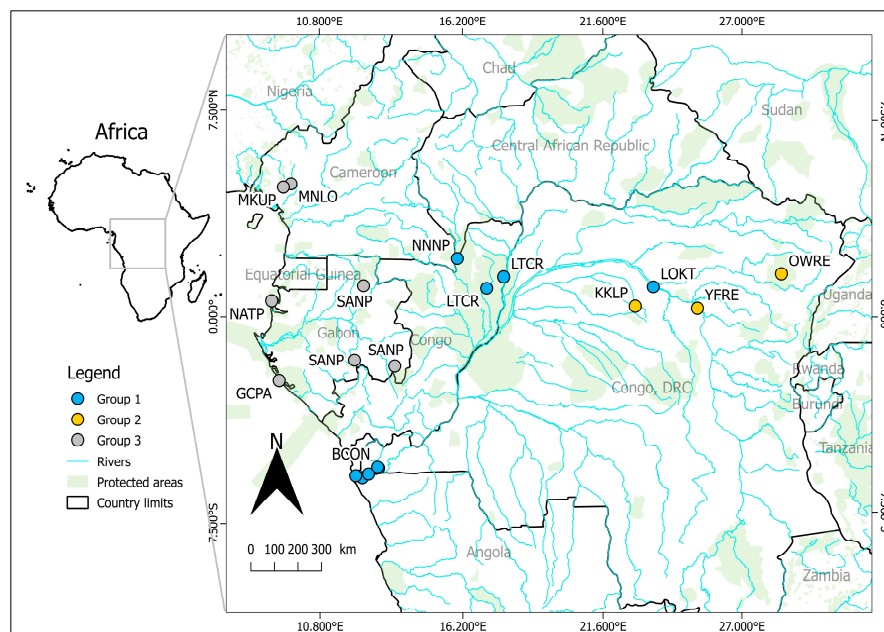 10.800°E 16.200°E 21.600°E 27.000°E
Chad
Nigeria
Sudan
7.500°N
Africa
Central African Republic
Cameroon
MKUP
MNLO
NNNP
LTCR
OWRE
LOKT
Equatorial Guinea
SANP
LTCR
KKLP
YFRE
Uganda
NATP
0.000°
Gabon
SANP
SANP
Congo
Rwanda
Legend
GCPA
Congo, DRC
Group 1
Burundi
Group 2
Group 3
N
BCON
Tanzania
Rivers
Protected areas
Country limits
7.500°S
Angola
0 100 200 300 km
Zambia
10.800°E 16.200°E 21.600°E 27.000°E